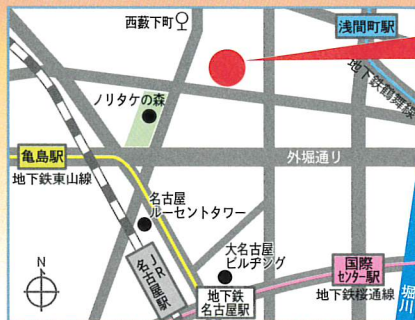 西藪下町
浅間町駅
地下鉄鶴舞線
ノリタケの森
亀島駅
地下鉄東山線
外堀通り
名古屋
ルーセントタワー
大名古屋
ビルヂング
JR
名古屋駅
地下鉄
名古屋駅
国際
センター駅
地下鉄桜通線
堀川
N